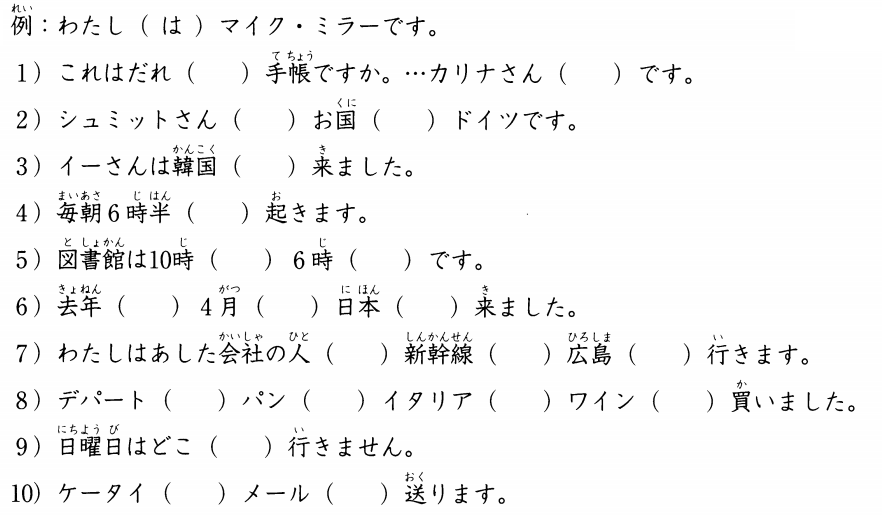 例：わたし（ は ）マイク・ミラーです。
1）これはだれ（　　）手帳ですか。…カリナさん（　　）です。
2）シュミットさん（　　）お国（　　）ドイツです。
3）イーさんは韓国（　　）来ました。
4）毎朝6時半（　　）起きます。
5）図書館は10時（　　）6時（　　）です。
6）去年（　　）4月（　　）日本（　　）来ました。
7）わたしはあした会社の人（　　）新幹線（　　）広島（　　）行きます。
8）デパート（　　）パン（　　）イタリア（　　）ワイン（　　）買いました。
9）日曜日はどこ（　　）行きません。
10）ケータイ（　　）メール（　　）送ります。